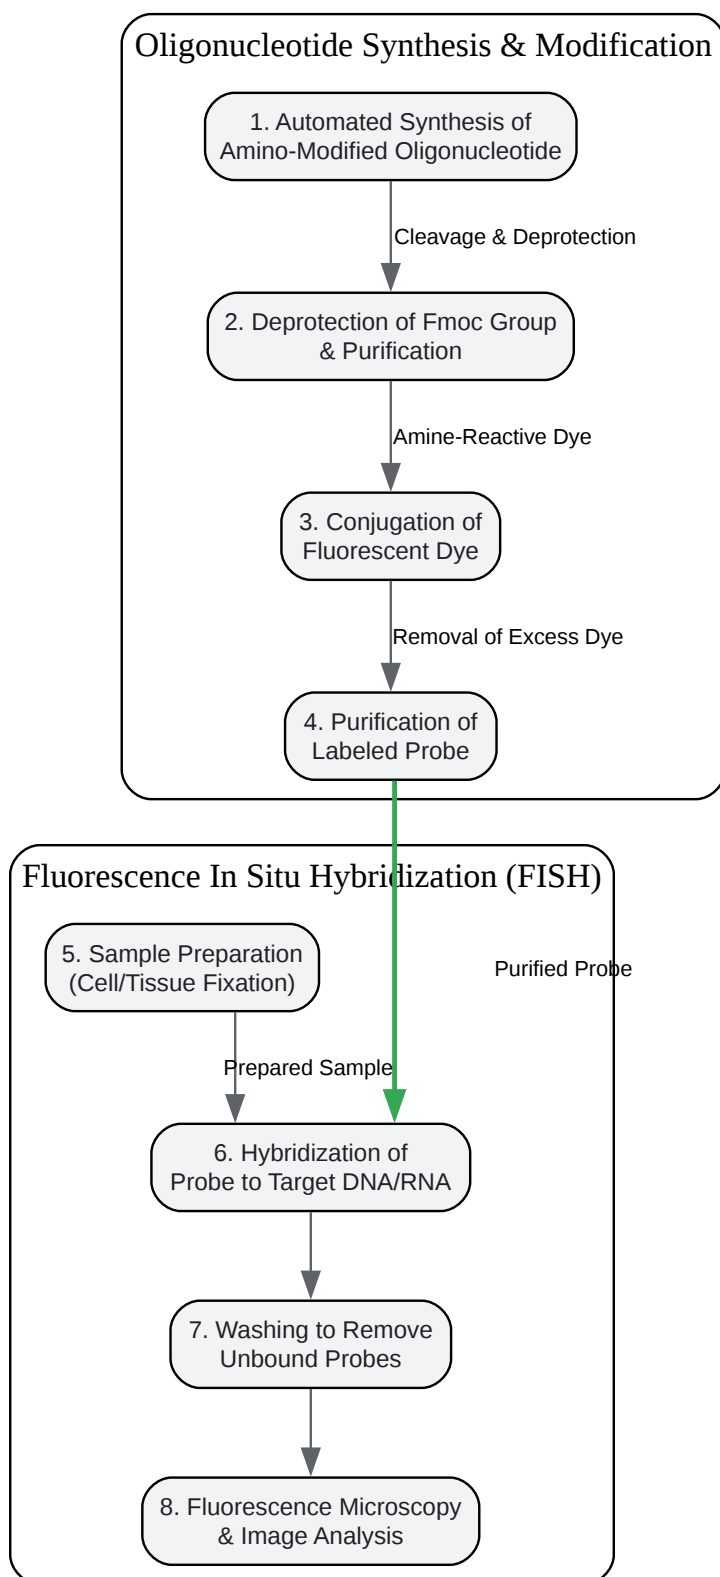 Oligonucleotide Synthesis & Modification
1. Automated Synthesis of
Amino-Modified Oligonucleotide
Cleavage & Deprotection
2. Deprotection of Fmoc Group
& Purification
Amine-Reactive Dye
3. Conjugation of
Fluorescent Dye
Removal of Excess Dye
4. Purification of
Labeled Probe
Fluorescence In Situ Hybridization (FISH)
5. Sample Preparation
(Cell/Tissue Fixation)
Purified Probe
Prepared Sample
6. Hybridization of
Probe to Target DNA/RNA
7. Washing to Remove
Unbound Probes
8. Fluorescence Microscopy
& Image Analysis